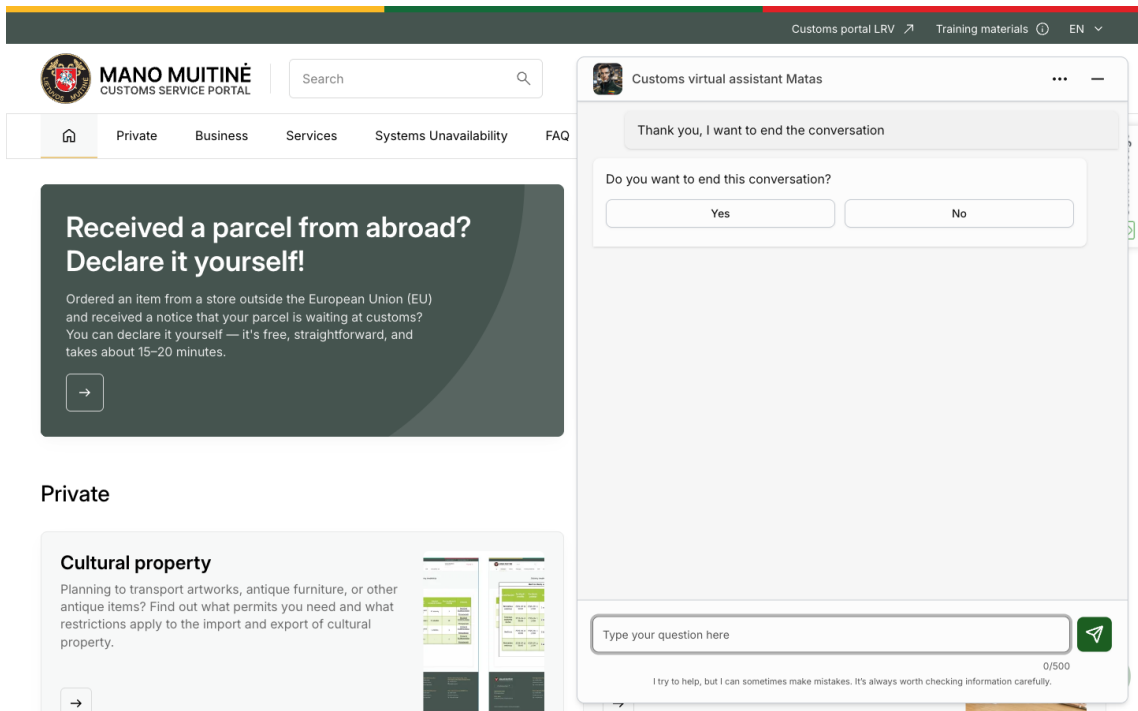 Customs portal LRV
Training materials
EN
MANO MUITINĖ
CUSTOMS SERVICE PORTAL
Search
Private
Business
Services
Systems Unavailability
FAQ
Received a parcel from abroad?
Declare it yourself!
Ordered an item from a store outside the European Union (EU)
and received a notice that your parcel is waiting at customs?
You can declare it yourself — it's free, straightforward, and
takes about 15–20 minutes.
Private
Cultural property
Planning to transport artworks, antique furniture, or other
antique items? Find out what permits you need and what
restrictions apply to the import and export of cultural
property.
Customs virtual assistant Matas
Thank you, I want to end the conversation
Do you want to end this conversation?
Yes
No
Type your question here
0/500
I try to help, but I can sometimes make mistakes. It's always worth checking information carefully.